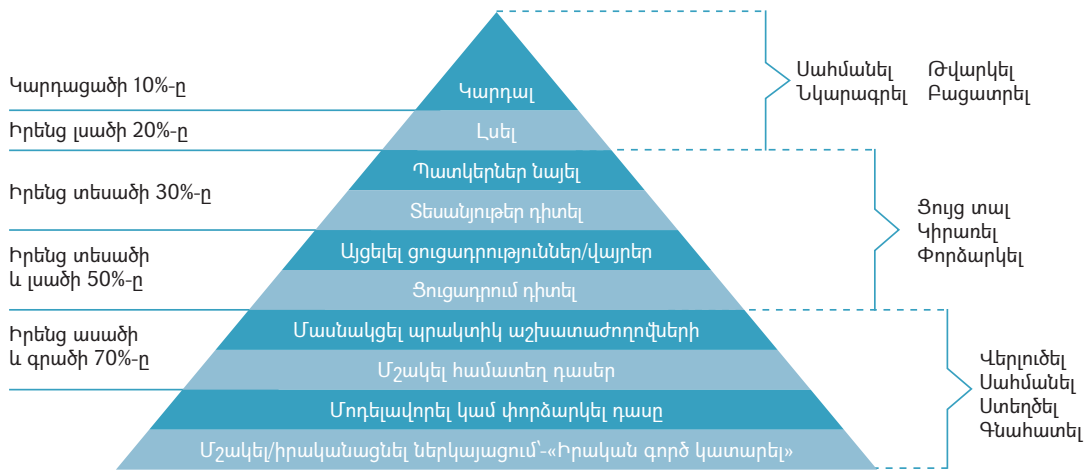 Կարդացածի 10%-ը
Իրենց լսածի 20%-ը
Իրենց տեսածի 30%-ը
Իրենց տեսածի
և լսածի 50%-ը
Իրենց ասածի
և գրածի 70%-ը
Կարդալ
Լսել
Պատկերներ նայել
Տեսանյութեր դիտել
Այցելել ցուցադրություններ/վայրեր
Ցուցադրում դիտել
Մասնակցել պրակտիկ աշխատաժողովների
Մշակել համատեղ դասեր
Մոդելավորել կամ փորձարկել դասը
Մշակել/իրականացնել ներկայացում՝-«Իրական գործ կատարել»
Սահմանել Թվարկել
Նկարագրել Բացատրել
Ցույց տալ
Կիրառել
Փորձարկել
Վերլուծել
Սահմանել
Ստեղծել
Գնահատել